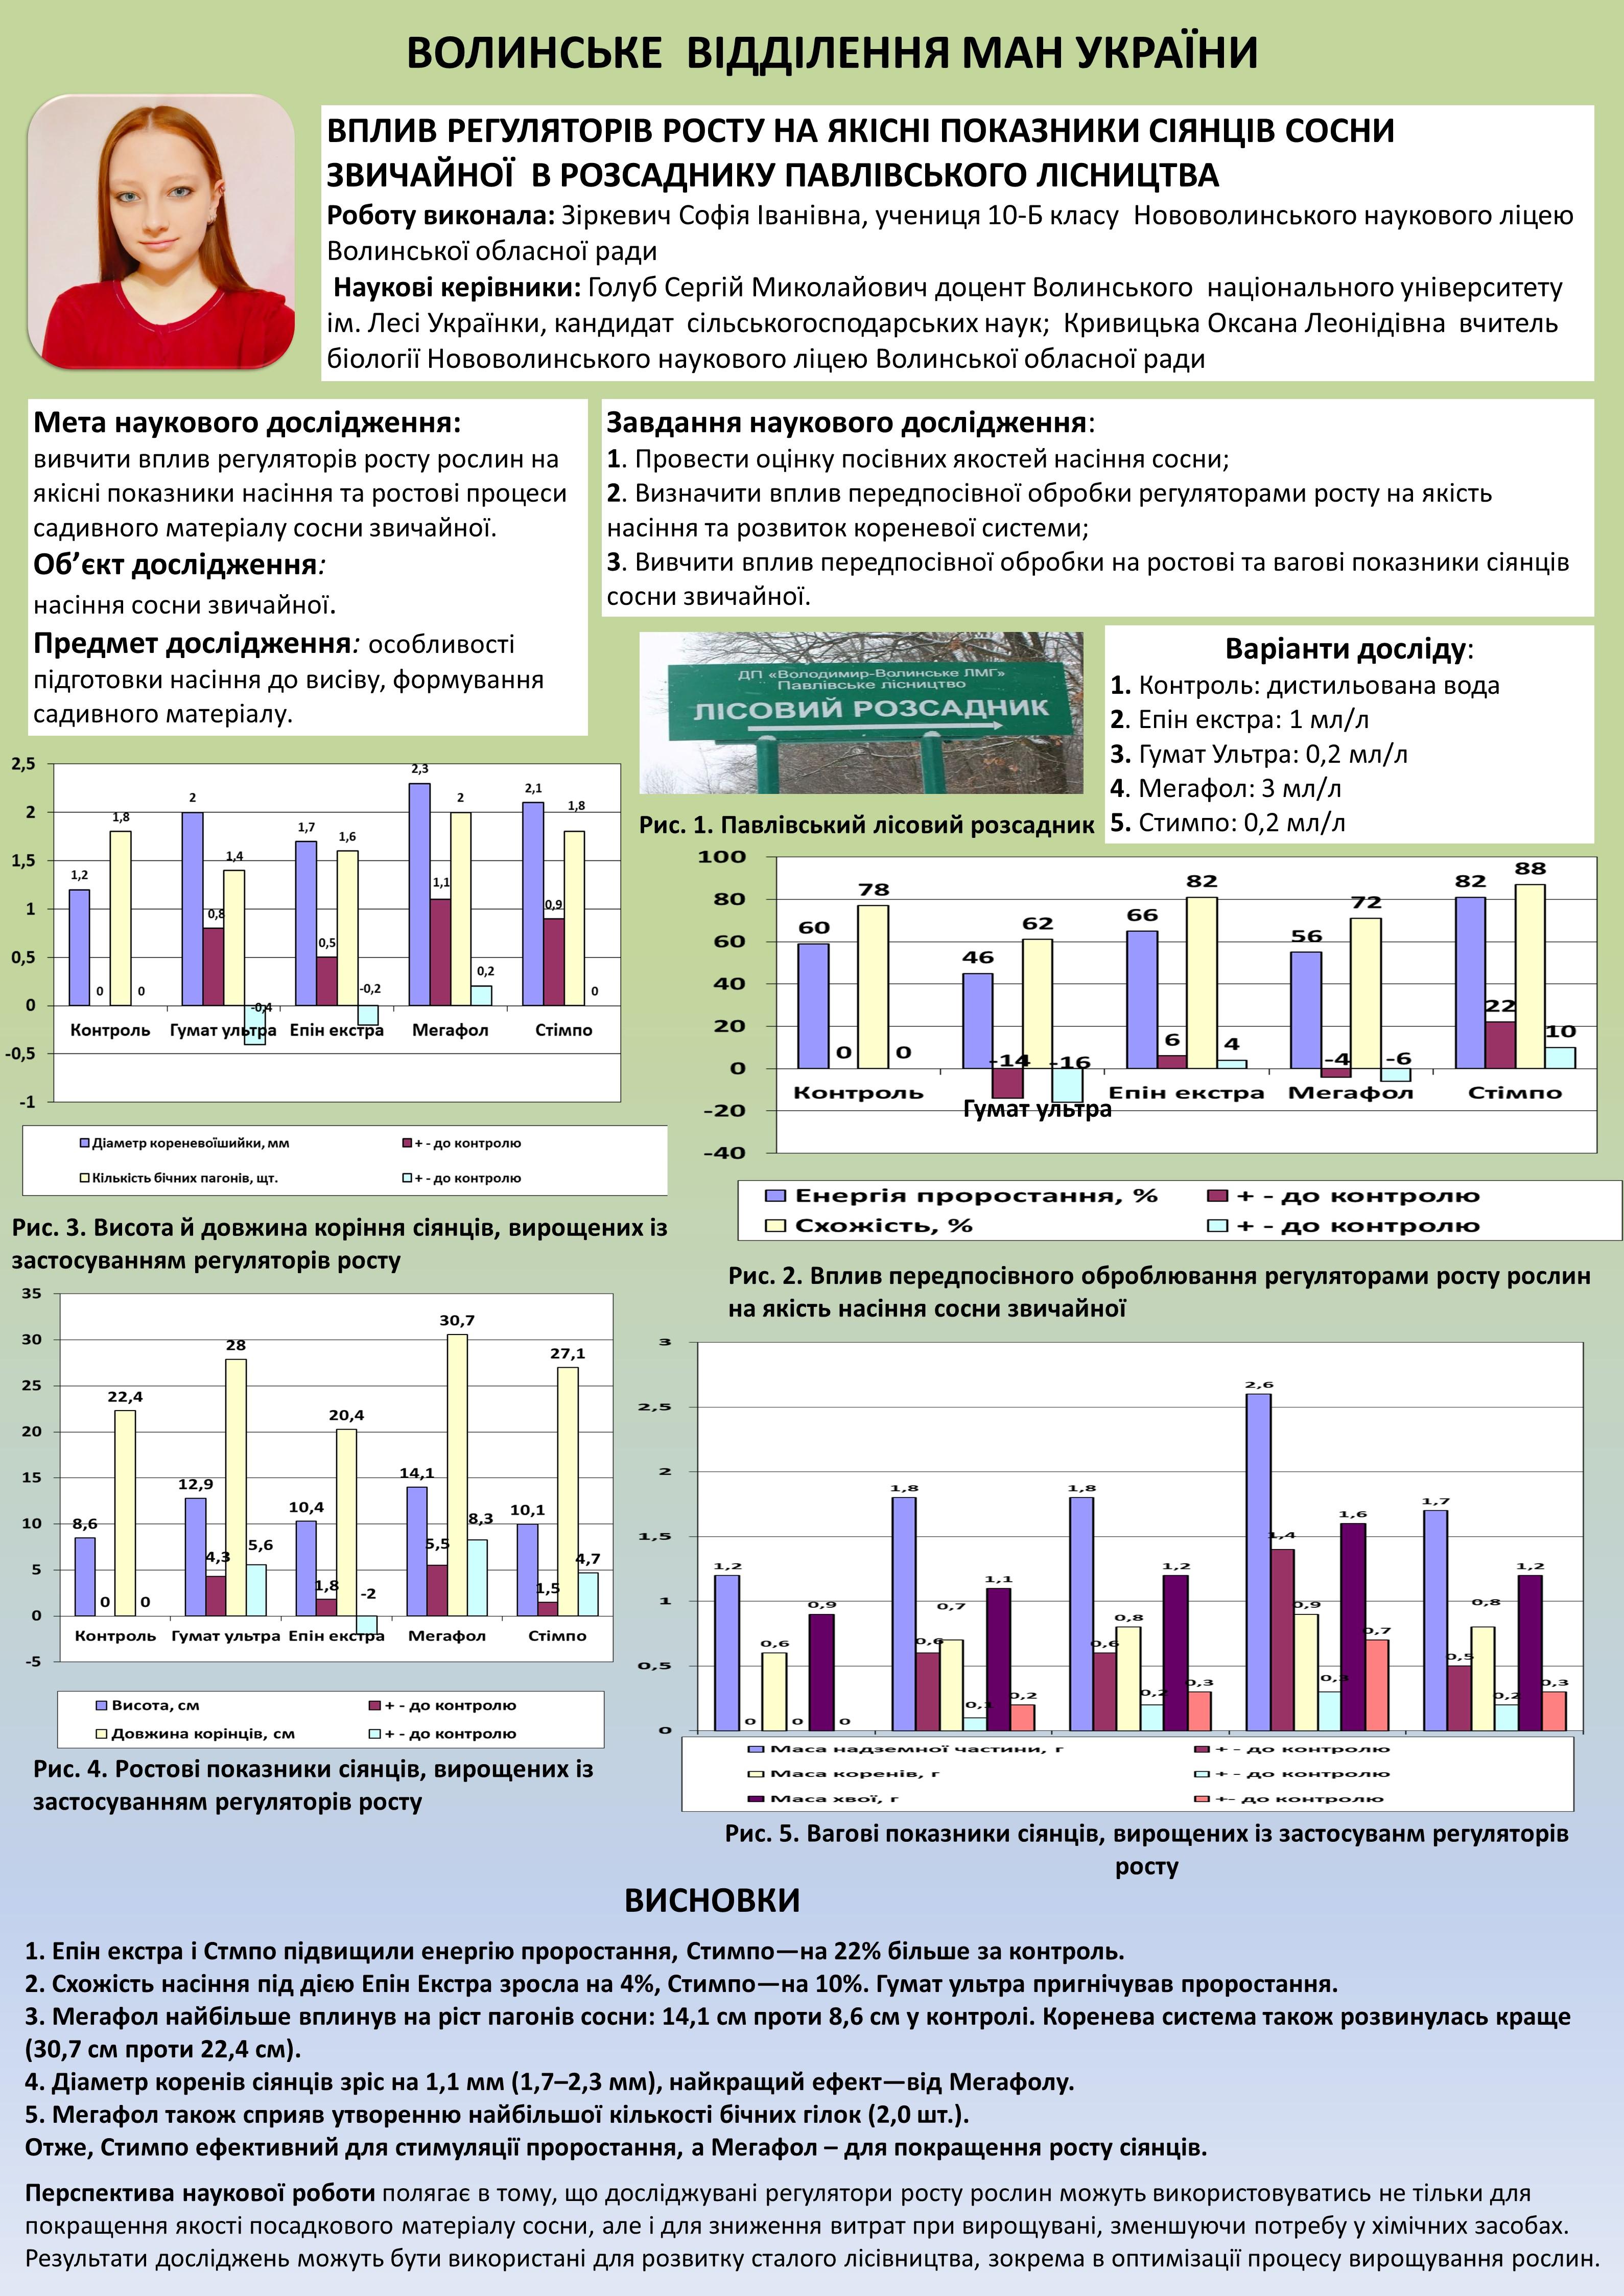 ВОЛИНСЬКЕ ВІДДІЛЕННЯ МАН УКРАЇНИ
ВПЛИВ РЕГУЛЯТОРІВ РОСТУ НА ЯКІСНІ ПОКАЗНИКИ СІЯНЦІВ СОСНИ
ЗВИЧАЙНОЇ В РОЗСАДНИКУ ПАВЛІВСЬКОГО ЛІСНИЦТВА
Роботу виконала: Зіркевич Софія Іванівна, учениця 10-Б класу Нововолинського наукового ліцею
Волинської обласної ради
Наукові керівники: Голуб Сергій Миколайович доцент Волинського національного університету
ім. Лесі Українки, кандидат сільськогосподарських наук; Кривицька Оксана Леонідівна вчитель
біології Нововолинського наукового ліцею Волинської обласної ради
Мета наукового дослідження:
вивчити вплив регуляторів росту рослин на
якісні показники насіння та ростові процеси
садивного матеріалу сосни звичайної.
Об’єкт дослідження:
насіння сосни звичайної.
Предмет дослідження: особливості
підготовки насіння до висіву, формування
садивного матеріалу.
Завдання наукового дослідження:
1. Провести оцінку посівних якостей насіння сосни;
2. Визначити вплив передпосівної обробки регуляторами росту на якість
насіння та розвиток кореневої системи;
3. Вивчити вплив передпосівної обробки на ростові та вагові показники сіянців
сосни звичайної.
ДП «Володимир-Волинське ЛМГ»
Павлівське лісництво
ЛІСОВИЙ РОЗСАДНИК
Рис. 1. Павлівський лісовий розсадник
Варіанти досліду:
1. Контроль: дистильована вода
2. Епін екстра: 1 мл/л
3. Гумат Ультра: 0,2 мл/л
4. Мегафол: 3 мл/л
5. Стимпо: 0,2 мл/л
2,5
2
1,5
1
0,5
0
-0,5
-1
1,2 0 1,8 0
2 0,8 1,4 -0,4
1,7 0,5 1,6 -0,2
2,3 1,1 2 0,2
2,1 0,9 1,8 0
Контроль Гумат ультра Епін екстра Мегафол Стімпо
Діаметр кореневоїшийки, мм + - до контролю
Кількість бічних пагонів, шт. + - до контролю
Рис. 3. Висота й довжина коріння сіянців, вирощених із
застосуванням регуляторів росту
100
80
60
40
20
0
-20
-40
60 0 78 0
46 -14 62 -16
66 6 82 4
56 -4 72 -6
82 22 88 10
Контроль Гумат ультра Епін екстра Мегафол Стімпо
Енергія проростання, % + - до контролю
Схожість, % + - до контролю
Рис. 2. Вплив передпосівного оброблювання регуляторами росту рослин
на якість насіння сосни звичайної
35
30
25
20
15
10
5
0
-5
8,6 0 22,4 0
12,9 4,3 28 5,6
10,4 1,8 20,4 -2
14,1 5,5 30,7 8,3
10,1 1,5 27,1 4,7
Контроль Гумат ультра Епін екстра Мегафол Стімпо
Висота, см + - до контролю
Довжина корінців, см + - до контролю
Рис. 4. Ростові показники сіянців, вирощених із
застосуванням регуляторів росту
3
2,5
2
1,5
1
0,5
0
1,2 0 0,6 0 0,9 0
1,8 0,6 0,7 0,1 1,1 0,2
1,8 0,6 0,8 0,2 1,2 0,3
2,6 1,4 0,9 0,3 1,6 0,7
1,7 0,5 0,8 0,2 1,2 0,3
Маса надземної частини, г + - до контролю
Маса коренів, г + - до контролю
Маса хвої, г +- до контролю
Рис. 5. Вагові показники сіянців, вирощених із застосуванм регуляторів
росту
ВИСНОВКИ
1. Епін екстра і Стмпо підвищили енергію проростання, Стимпо—на 22% більше за контроль.
2. Схожість насіння під дією Епін Екстра зросла на 4%, Стимпо—на 10%. Гумат ультра пригнічував проростання.
3. Мегафол найбільше вплинув на ріст пагонів сосни: 14,1 см проти 8,6 см у контролі. Коренева система також розвинулась краще
(30,7 см проти 22,4 см).
4. Діаметр коренів сіянців зріс на 1,1 мм (1,7–2,3 мм), найкращий ефект—від Мегафолу.
5. Мегафол також сприяв утворенню найбільшої кількості бічних гілок (2,0 шт.).
Отже, Стимпо ефективний для стимуляції проростання, а Мегафол – для покращення росту сіянців.
Перспектива наукової роботи полягає в тому, що досліджувані регулятори росту рослин можуть використовуватись не тільки для
покращення якості посадкового матеріалу сосни, але і для зниження витрат при вирощувані, зменшуючи потребу у хімічних засобах.
Результати досліджень можуть бути використані для розвитку сталого лісівництва, зокрема в оптимізації процесу вирощування рослин.